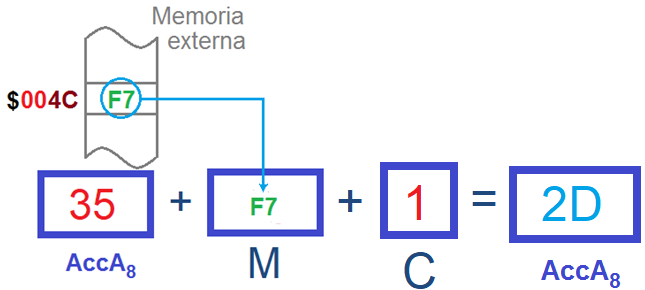 Memoria
externa
$004C F7
35 + F7 + 1 = 2D
AccA8 M C AccA8